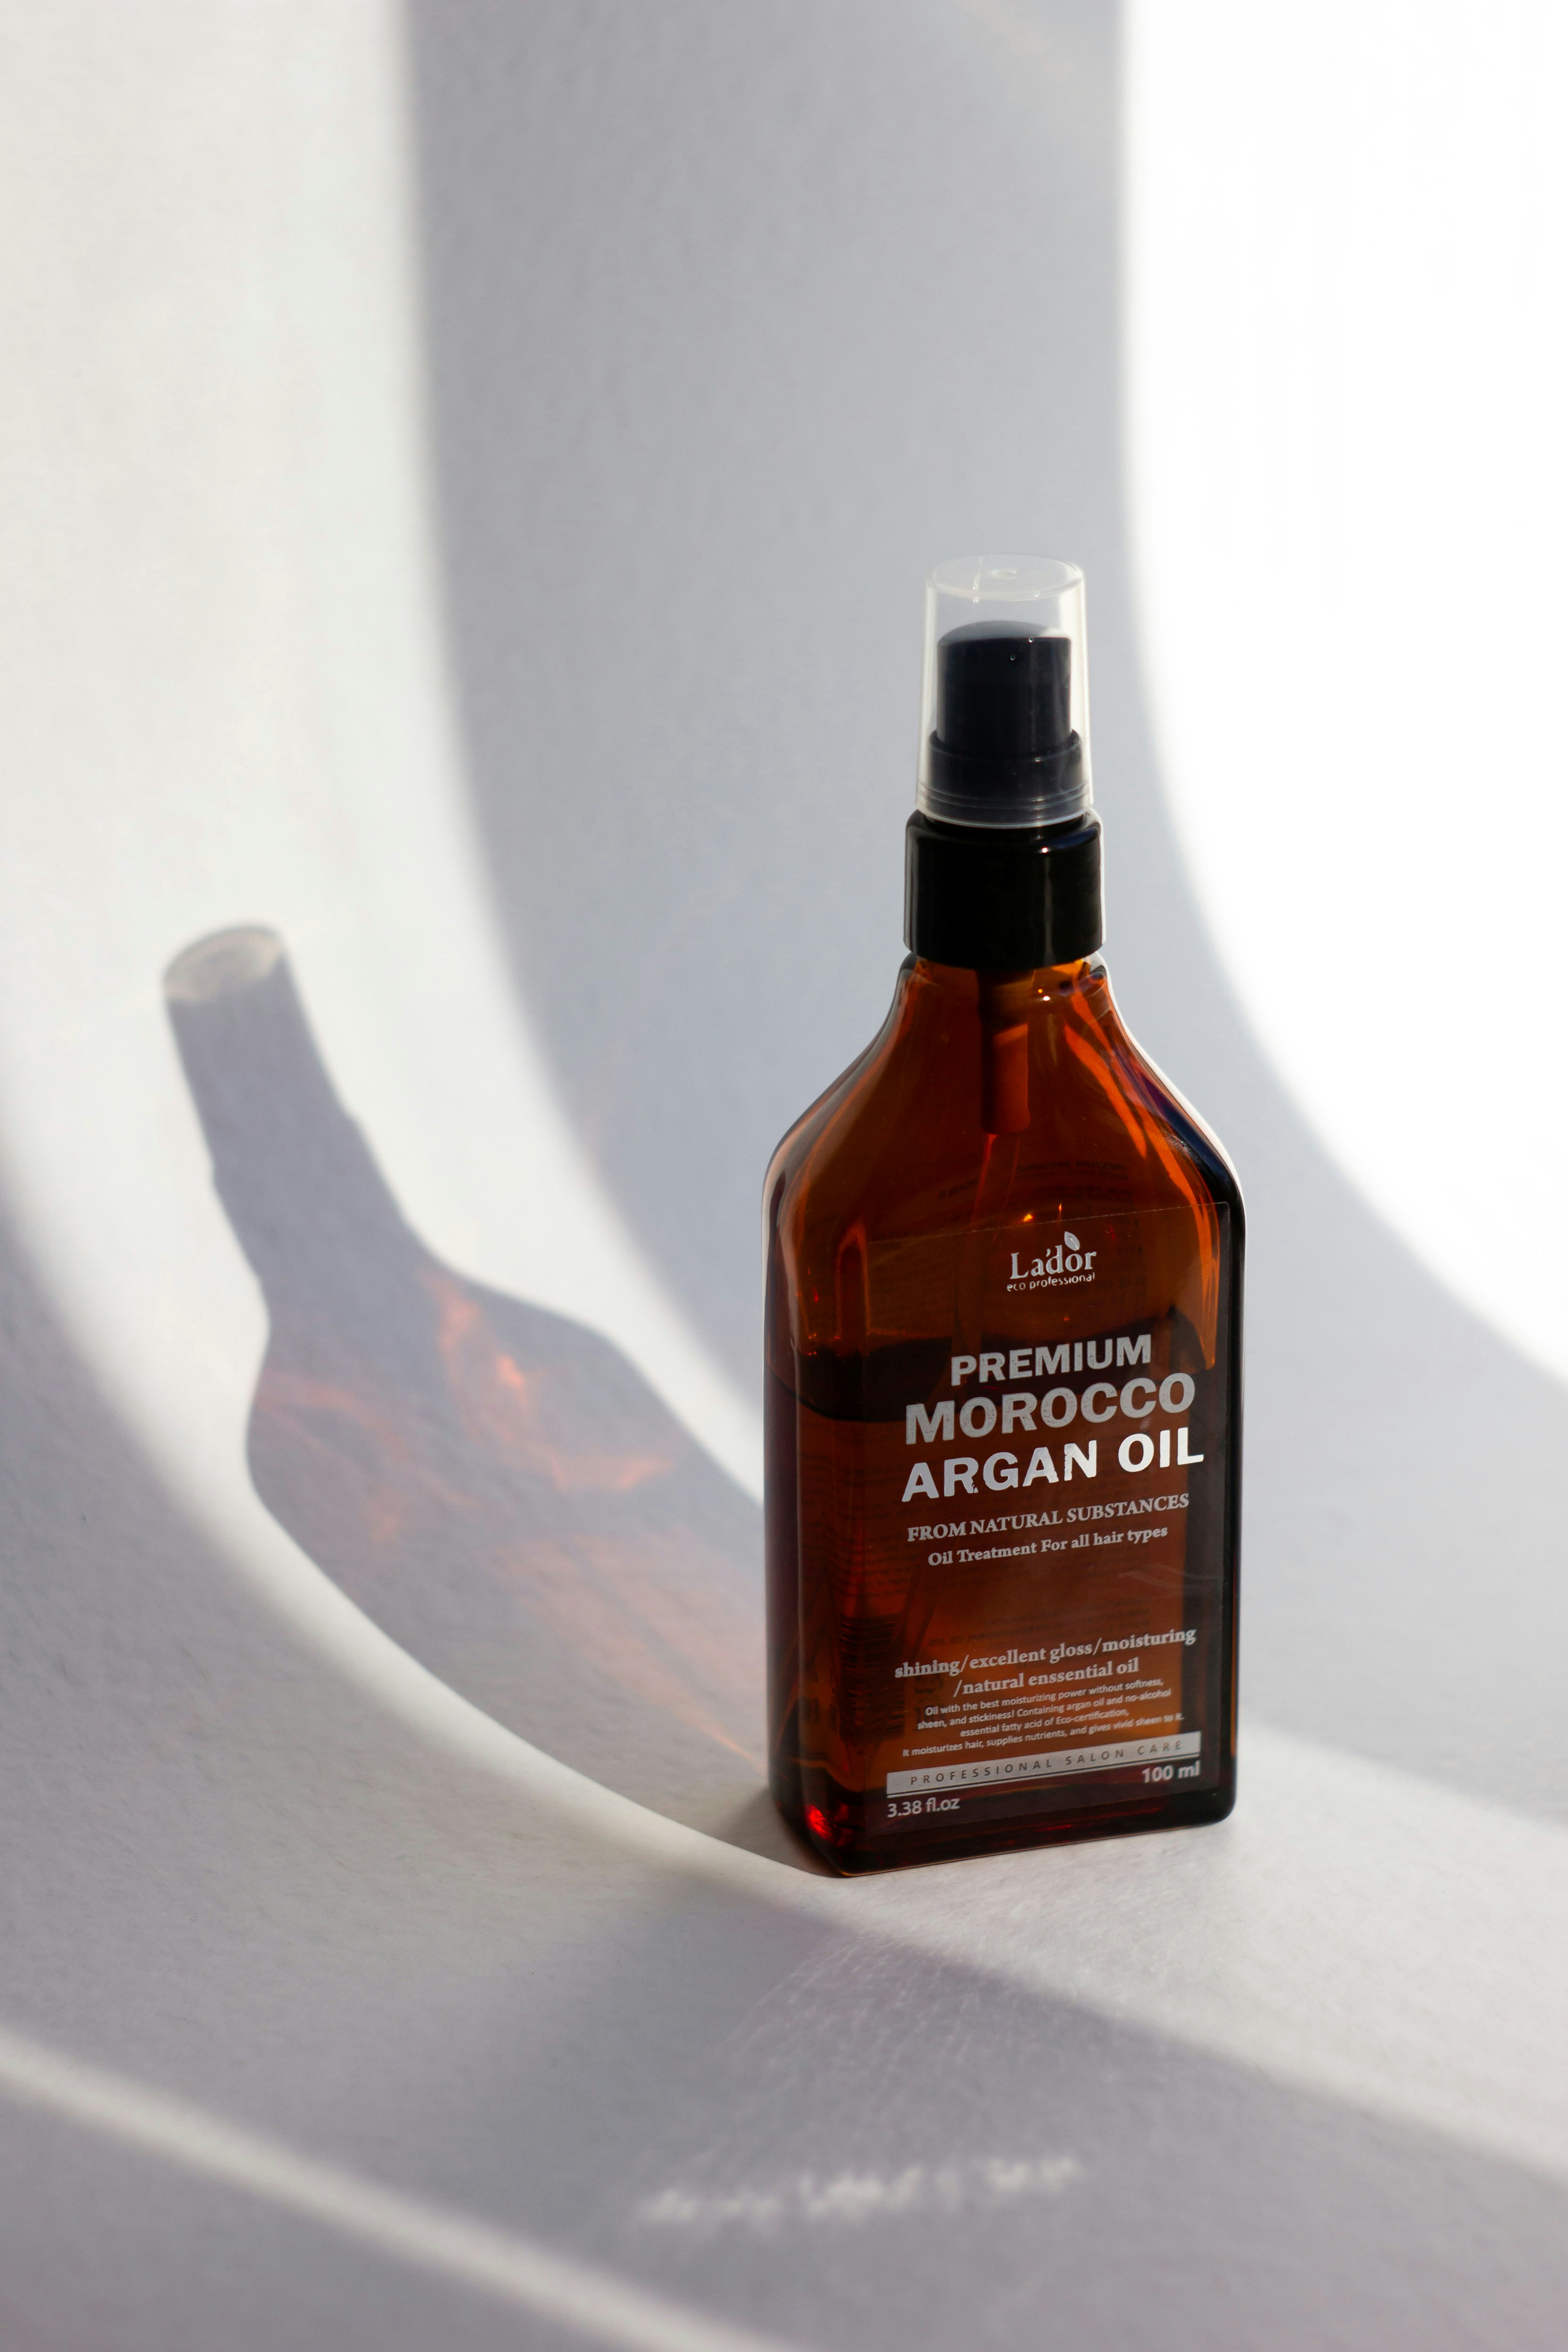 La'dor
eco professional
PREMIUM
MOROCCO
ARGAN OIL
FROM NATURAL SUBSTANCES
Oil Treatment For all hair types
shining/excellent gloss/moisturing
/natural enssential oil
Oil with the best moisturizing power without softness,
sheen, and stickiness! Containing argan oil and no-alcohol
essential fatty acid of Eco-certification,
It moisturizes hair, supplies nutrients, and gives vivid sheen to it.
PROFESSIONAL SALON CARE
3.38 fl.oz
100 ml